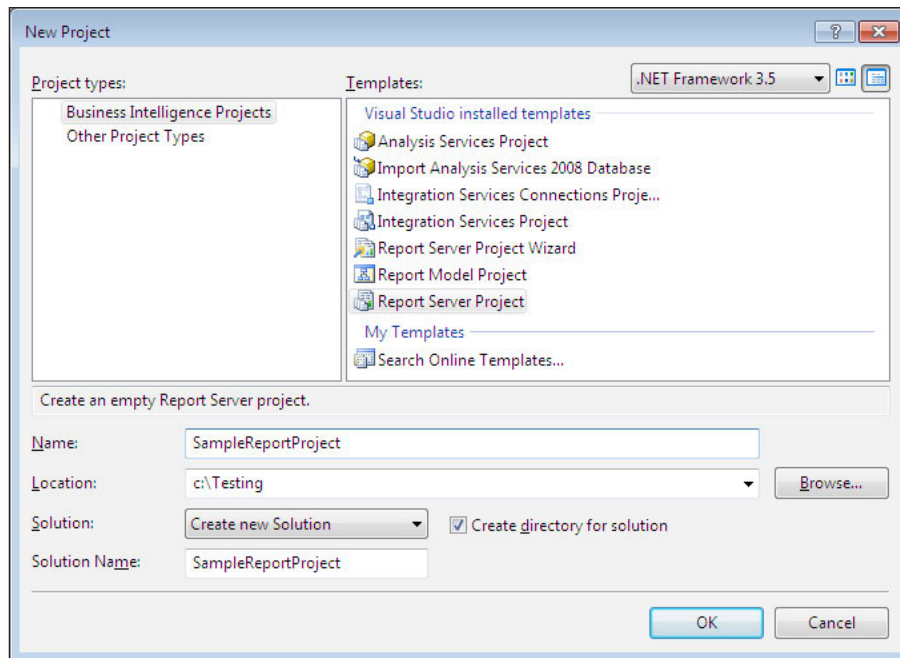 New Project
Project types:
Templates:
.NET Framework 3.5
Business Intelligence Projects
Other Project Types
Visual Studio installed templates
Analysis Services Project
Import Analysis Services 2008 Database
Integration Services Connections Proje...
Integration Services Project
Report Server Project Wizard
Report Model Project
Report Server Project
My Templates
Search Online Templates...
Create an empty Report Server project.
Name:
SampleReportProject
Location:
c:\Testing
Browse...
Solution:
Create new Solution
Create directory for solution
Solution Name:
SampleReportProject
OK
Cancel